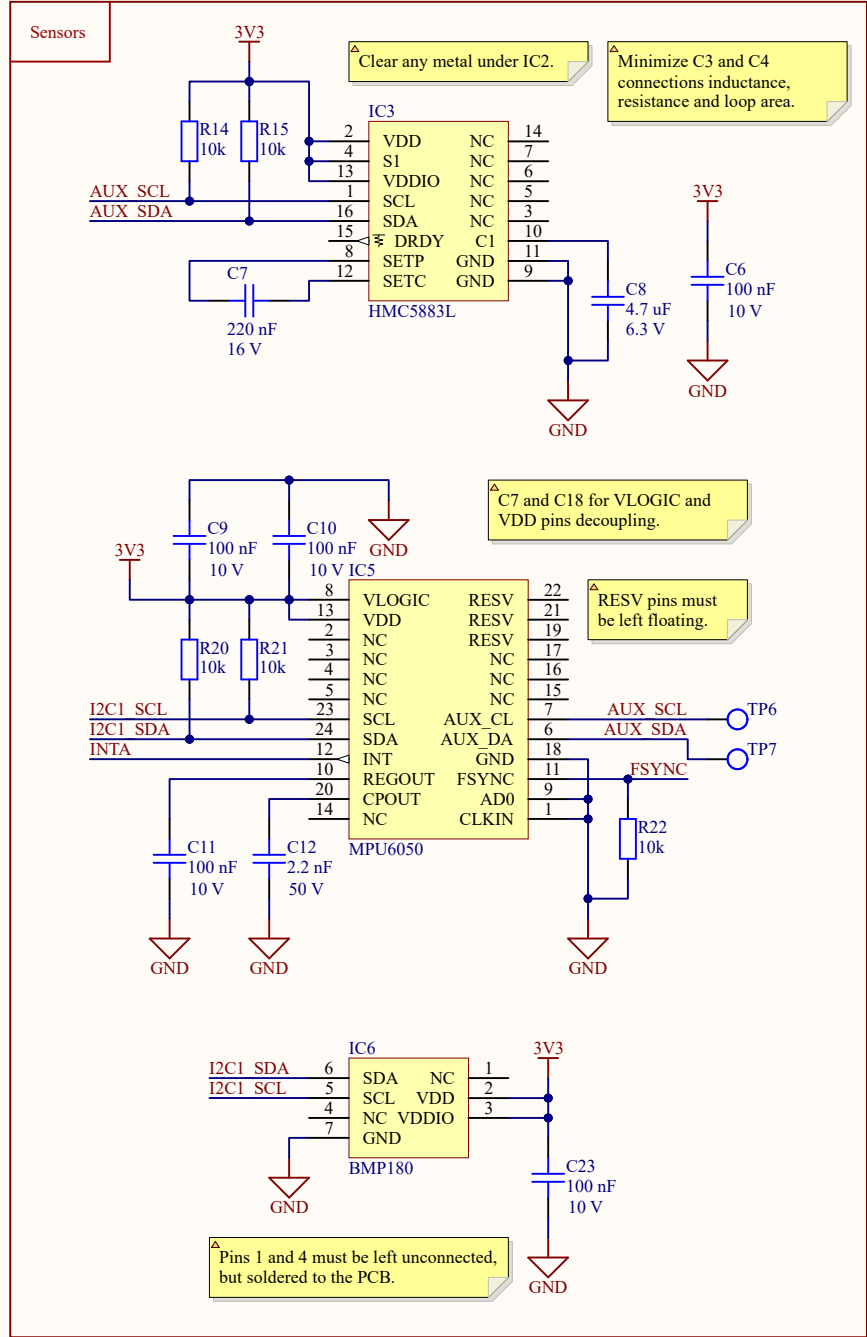 Sensors
3V3
Clear any metal under IC2.
Minimize C3 and C4
connections inductance,
resistance and loop area.
IC3
R14
10k
R15
10k
2 VDD NC 14
4 S1 NC 7
13 VDDIO NC 6
AUX_SCL 1 SCL NC 5
AUX_SDA 16 SDA NC 3
15 DRDY C1 10
8 SETP GND 11
12 SETC GND 9
HMC5883L
C7
220 nF
16 V
C8
4.7 uF
6.3 V
GND
3V3
C6
100 nF
10 V
GND
C7 and C18 for VLOGIC and
VDD pins decoupling.
C9
100 nF
10 V
C10
100 nF
10 V
GND
3V3
IC5
RESV pins must
be left floating.
8 VLOGIC RESV 22
13 VDD RESV 21
2 NC RESV 19
3 NC NC 17
4 NC NC 16
5 NC NC 15
R20
10k
R21
10k
I2C1_SCL 23 SCL AUX_CL 7 AUX_SCL TP6
I2C1_SDA 24 SDA AUX_DA 6 AUX_SDA TP7
INTA 12 INT GND 18
10 REGOUT FSYNC 11 FSYNC
20 CPOUT AD0 9
14 NC CLKIN 1
MPU6050
C11
100 nF
10 V
C12
2.2 nF
50 V
R22
10k
GND
GND
GND
IC6
3V3
I2C1_SDA 6 SDA NC 1
I2C1_SCL 5 SCL VDD 2
4 NC VDDIO 3
7 GND
BMP180
GND
C23
100 nF
10 V
GND
Pins 1 and 4 must be left unconnected,
but soldered to the PCB.